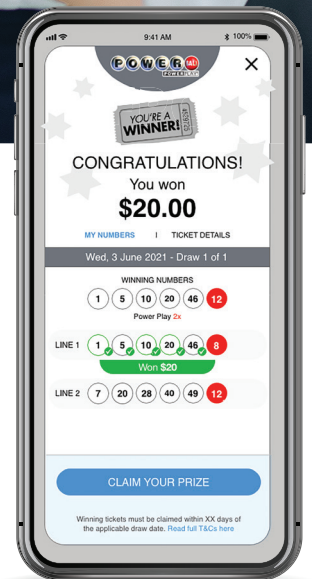 9:41 AM
100%
POWERball
POWERPLAY
YOU'RE A
WINNER!
CONGRATULATIONS!
You won
$20.00
MY NUMBERS | TICKET DETAILS
Wed, 3 June 2021 - Draw 1 of 1
WINNING NUMBERS
1 5 10 20 46 12
Power Play 2x
LINE 1 1 5 10 20 46 8
Won $20
LINE 2 7 20 28 40 49 12
CLAIM YOUR PRIZE
Winning tickets must be claimed within XX days of
the applicable draw date. Read full T&Cs here